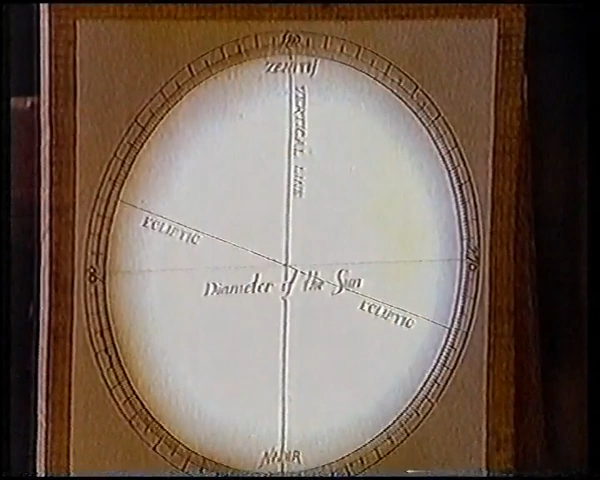 ZENITH
VERTICAL LINE
ECLIPTIC
Diameter of the Sun
ECLIPTIC
NADIR